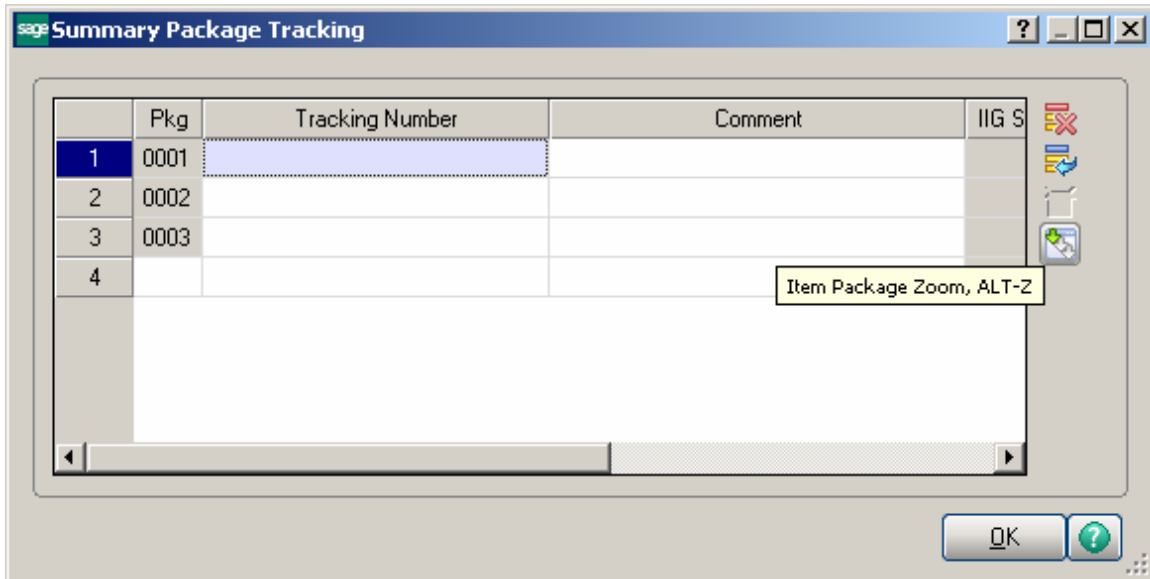 sage Summary Package Tracking
Pkg Tracking Number Comment IIG S
1 0001
2 0002
3 0003
4
Item Package Zoom, ALT-Z
OK